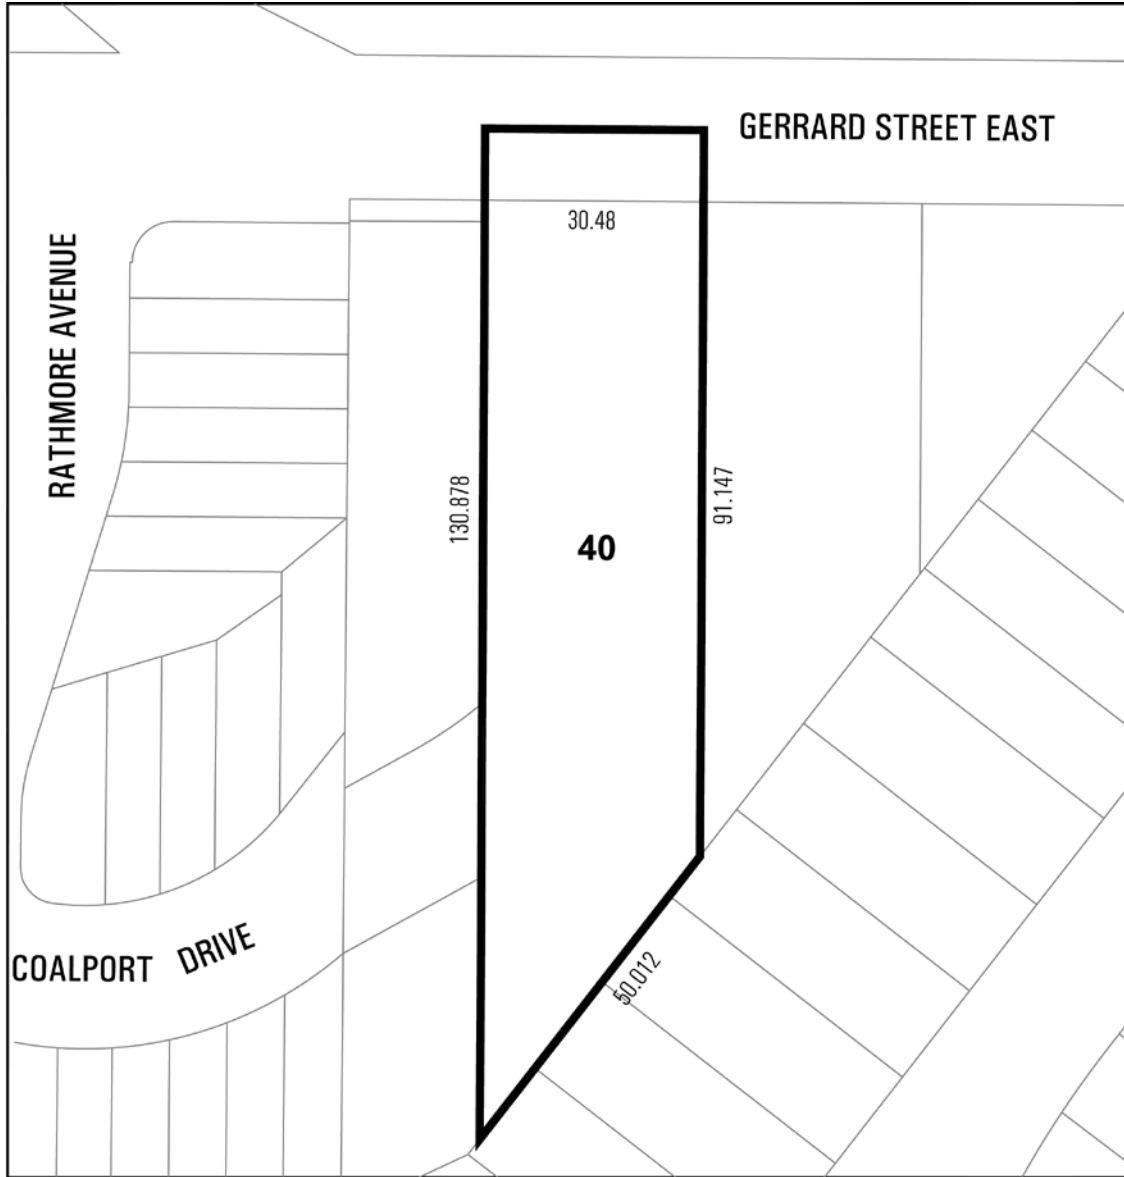 GERRARD STREET EAST
30.48
RATHMORE AVENUE
130.878
91.147
40
COALPORT DRIVE
50.012